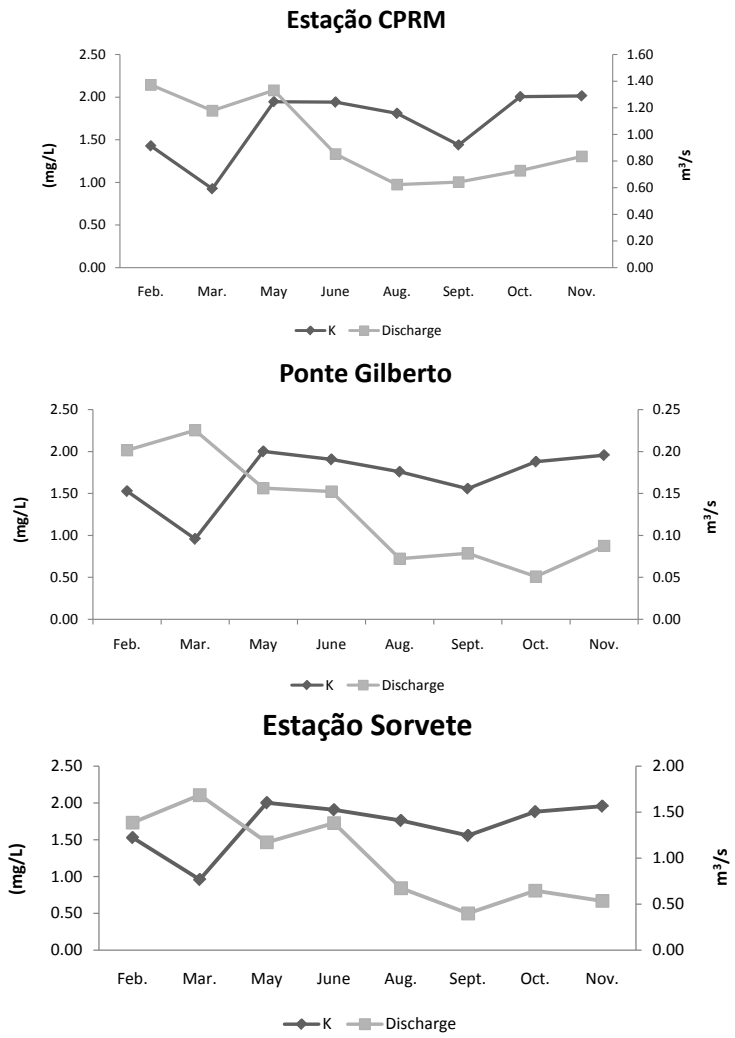 Estação CPRM
2.50 1.60
2.00 1.40
1.50 1.20
1.00 1.00
0.50 0.80
0.00 0.60
0.40
0.20
0.00
(mg/L)
m³/s
Feb. Mar. May June Aug. Sept. Oct. Nov.
K Discharge
Ponte Gilberto
2.50 0.25
2.00 0.20
1.50 0.15
1.00 0.10
0.50 0.05
0.00 0.00
(mg/L)
m³/s
Feb. Mar. May June Aug. Sept. Oct. Nov.
K Discharge
Estação Sorvete
2.50 2.00
2.00 1.50
1.50 1.00
1.00 0.50
0.50 0.00
0.00
(mg/L)
m³/s
Feb. Mar. May June Aug. Sept. Oct. Nov.
K Discharge